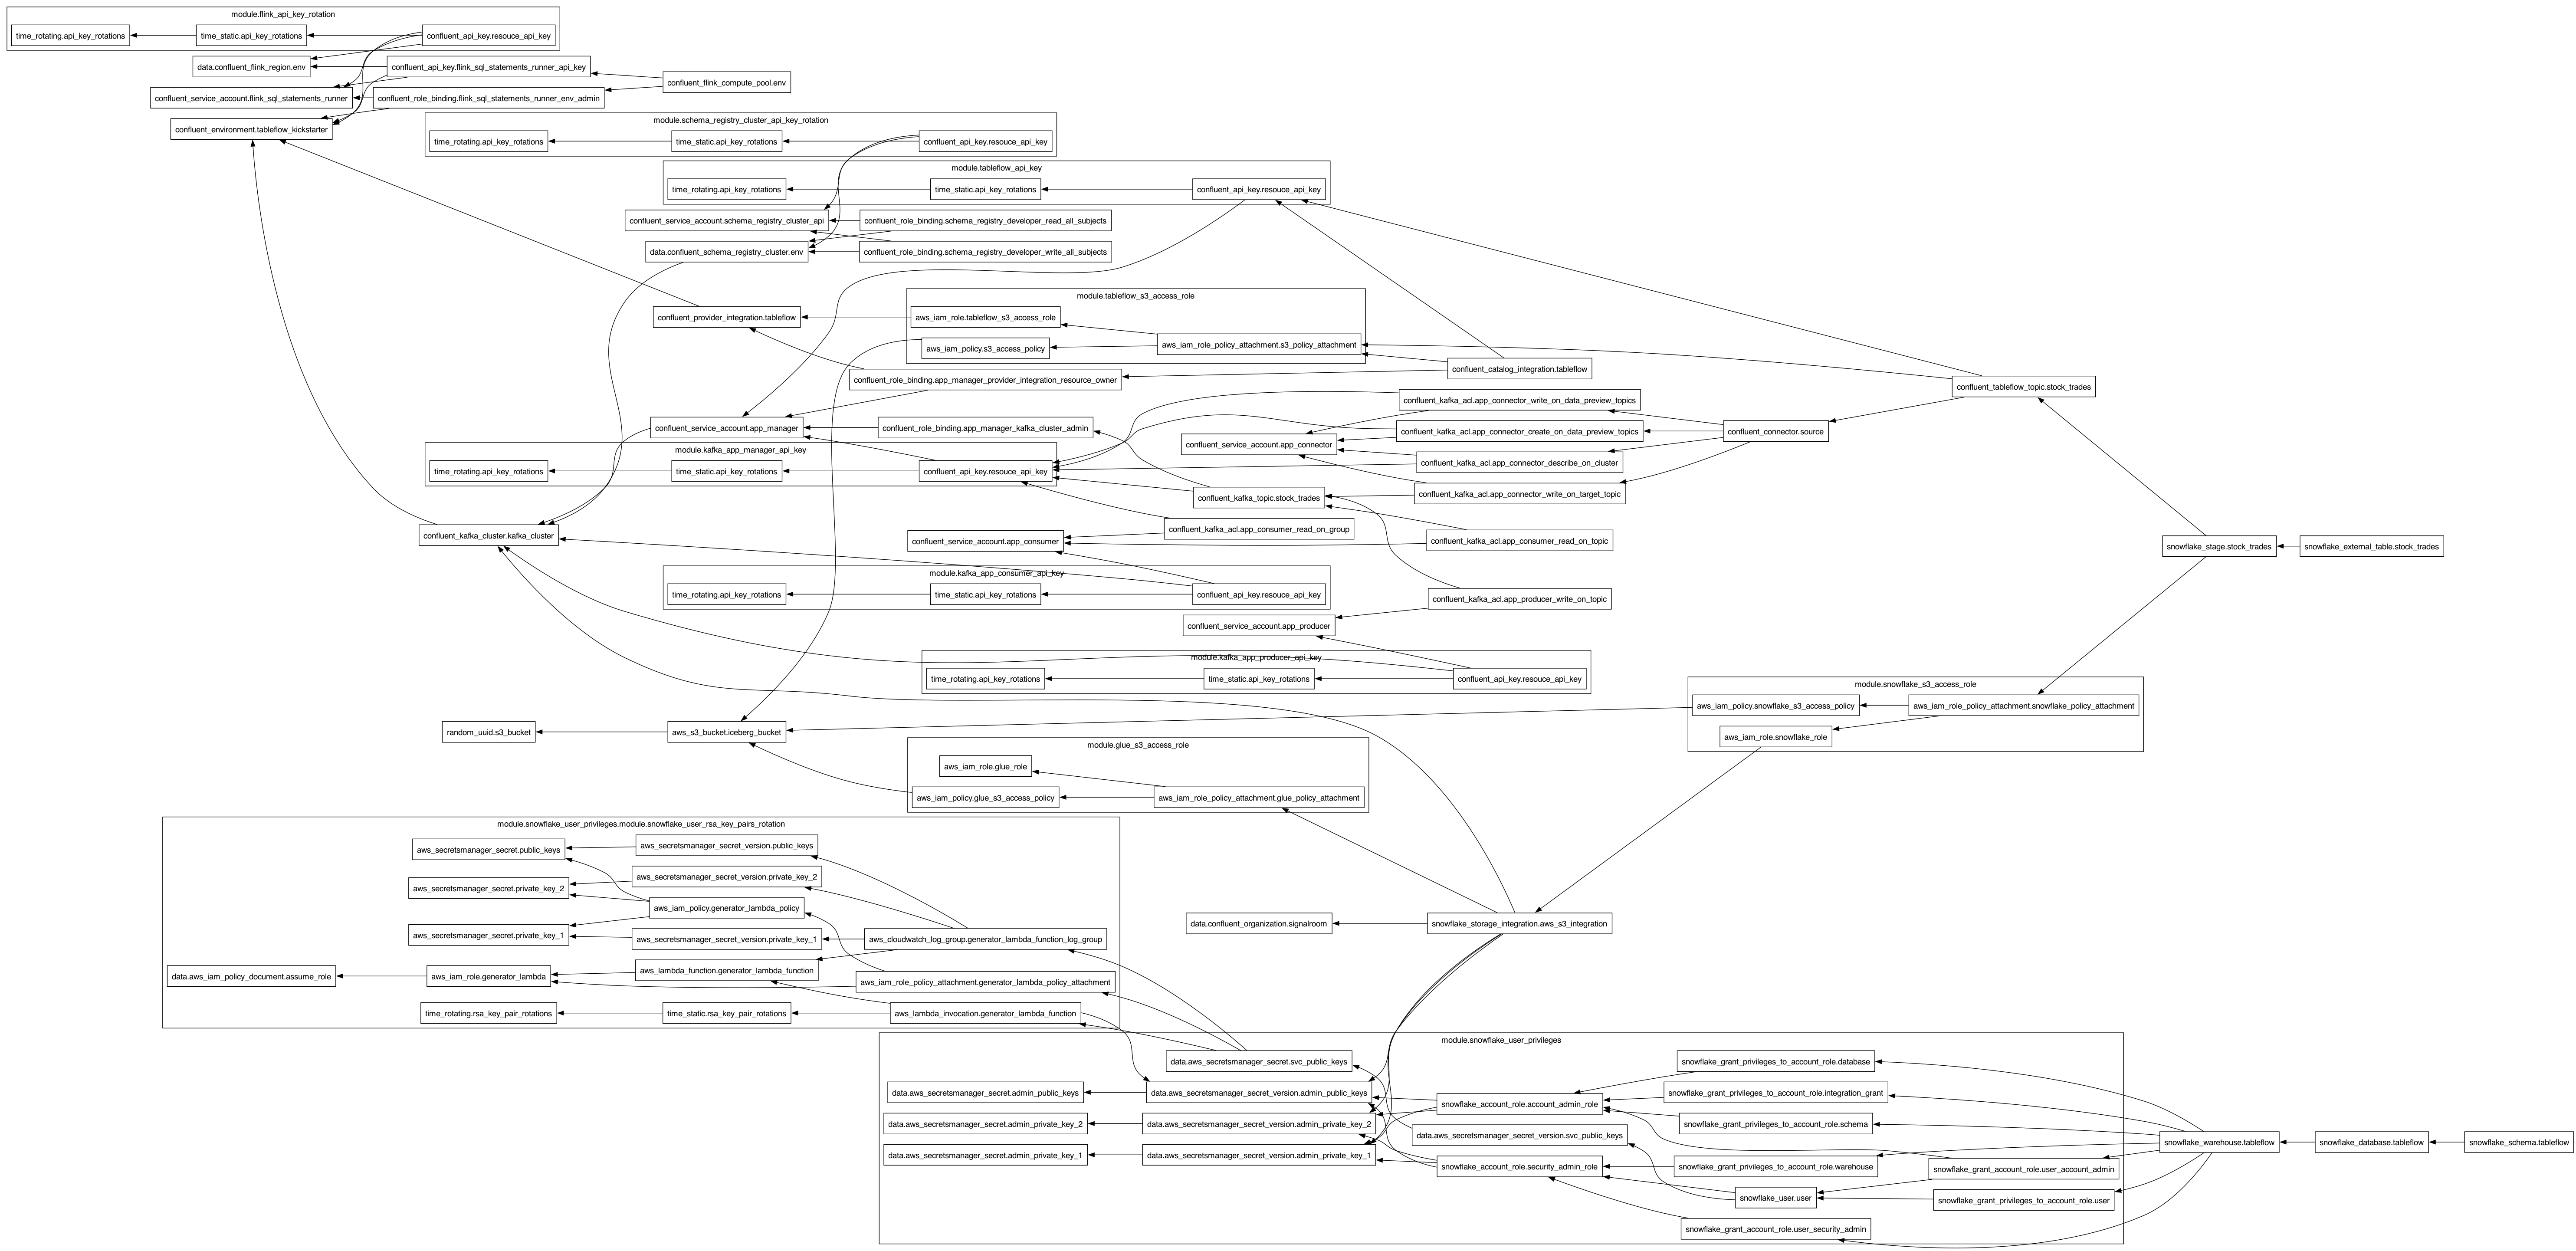 module.flink_api_key_rotation
time_rotating.api_key_rotations
time_static.api_key_rotations
confluent_api_key.resouce_api_key
data.confluent_flink_region.env
confluent_api_key.flink_sql_statements_runner_api_key
confluent_flink_compute_pool.env
confluent_service_account.flink_sql_statements_runner
confluent_role_binding.flink_sql_statements_runner_env_admin
confluent_environment.tableflow_kickstarter
module.schema_registry_cluster_api_key_rotation
time_rotating.api_key_rotations
time_static.api_key_rotations
confluent_api_key.resouce_api_key
module.tableflow_api_key
time_rotating.api_key_rotations
time_static.api_key_rotations
confluent_api_key.resouce_api_key
confluent_service_account.schema_registry_cluster_api
confluent_role_binding.schema_registry_developer_read_all_subjects
data.confluent_schema_registry_cluster.env
confluent_role_binding.schema_registry_developer_write_all_subjects
module.tableflow_s3_access_role
confluent_provider_integration.tableflow
aws_iam_role.tableflow_s3_access_role
aws_iam_policy.s3_access_policy
aws_iam_role_policy_attachment.s3_policy_attachment
confluent_catalog_integration.tableflow
confluent_role_binding.app_manager_provider_integration_resource_owner
confluent_tableflow_topic.stock_trades
confluent_kafka_acl.app_connector_write_on_data_preview_topics
confluent_service_account.app_manager
confluent_role_binding.app_manager_kafka_cluster_admin
confluent_kafka_acl.app_connector_create_on_data_preview_topics
confluent_connector.source
confluent_service_account.app_connector
module.kafka_app_manager_api_key
time_rotating.api_key_rotations
time_static.api_key_rotations
confluent_api_key.resouce_api_key
confluent_kafka_acl.app_connector_describe_on_cluster
confluent_kafka_topic.stock_trades
confluent_kafka_acl.app_connector_write_on_target_topic
confluent_kafka_cluster.kafka_cluster
confluent_kafka_acl.app_consumer_read_on_group
confluent_service_account.app_consumer
confluent_kafka_acl.app_consumer_read_on_topic
snowflake_stage.stock_trades
snowflake_external_table.stock_trades
module.kafka_app_consumer_api_key
time_rotating.api_key_rotations
time_static.api_key_rotations
confluent_api_key.resouce_api_key
confluent_kafka_acl.app_producer_write_on_topic
confluent_service_account.app_producer
module.kafka_app_producer_api_key
time_rotating.api_key_rotations
time_static.api_key_rotations
confluent_api_key.resouce_api_key
module.snowflake_s3_access_role
aws_iam_policy.snowflake_s3_access_policy
aws_iam_role_policy_attachment.snowflake_policy_attachment
aws_iam_role.snowflake_role
random_uuid.s3_bucket
aws_s3_bucket.iceberg_bucket
module.glue_s3_access_role
aws_iam_role.glue_role
aws_iam_policy.glue_s3_access_policy
aws_iam_role_policy_attachment.glue_policy_attachment
module.snowflake_user_privileges.module.snowflake_user_rsa_key_pairs_rotation
aws_secretsmanager_secret.public_keys
aws_secretsmanager_secret_version.public_keys
aws_secretsmanager_secret.private_key_2
aws_secretsmanager_secret_version.private_key_2
aws_iam_policy.generator_lambda_policy
aws_secretsmanager_secret.private_key_1
aws_secretsmanager_secret_version.private_key_1
aws_cloudwatch_log_group.generator_lambda_function_log_group
data.aws_iam_policy_document.assume_role
aws_iam_role.generator_lambda
aws_lambda_function.generator_lambda_function
aws_iam_role_policy_attachment.generator_lambda_policy_attachment
time_rotating.rsa_key_pair_rotations
time_static.rsa_key_pair_rotations
aws_lambda_invocation.generator_lambda_function
data.confluent_organization.signalroom
snowflake_storage_integration.aws_s3_integration
module.snowflake_user_privileges
data.aws_secretsmanager_secret.svc_public_keys
snowflake_grant_privileges_to_account_role.database
data.aws_secretsmanager_secret.admin_public_keys
data.aws_secretsmanager_secret_version.admin_public_keys
snowflake_grant_privileges_to_account_role.integration_grant
snowflake_account_role.account_admin_role
data.aws_secretsmanager_secret.admin_private_key_2
data.aws_secretsmanager_secret_version.admin_private_key_2
snowflake_grant_privileges_to_account_role.schema
data.aws_secretsmanager_secret_version.svc_public_keys
snowflake_warehouse.tableflow
snowflake_database.tableflow
snowflake_schema.tableflow
data.aws_secretsmanager_secret.admin_private_key_1
data.aws_secretsmanager_secret_version.admin_private_key_1
snowflake_account_role.security_admin_role
snowflake_grant_privileges_to_account_role.warehouse
snowflake_grant_account_role.user_account_admin
snowflake_user.user
snowflake_grant_privileges_to_account_role.user
snowflake_grant_account_role.user_security_admin